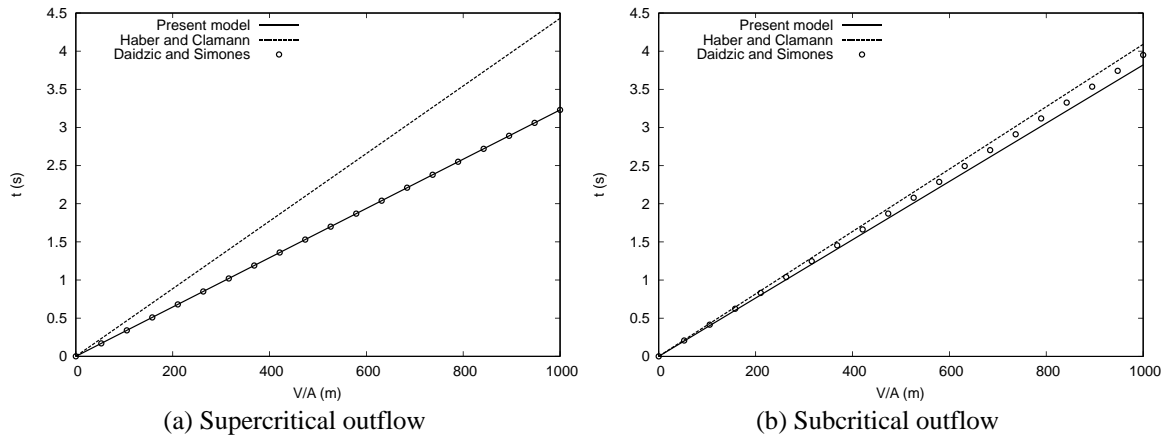 4.5
4
3.5
3
2.5
2
1.5
1
0.5
0
t (s)
Present model
Haber and Clamann
Daidzic and Simones
0 200 400 600 800 1000
V/A (m)
(a) Supercritical outflow
4.5
4
3.5
3
2.5
2
1.5
1
0.5
0
t (s)
Present model
Haber and Clamann
Daidzic and Simones
0 200 400 600 800 1000
V/A (m)
(b) Subcritical outflow